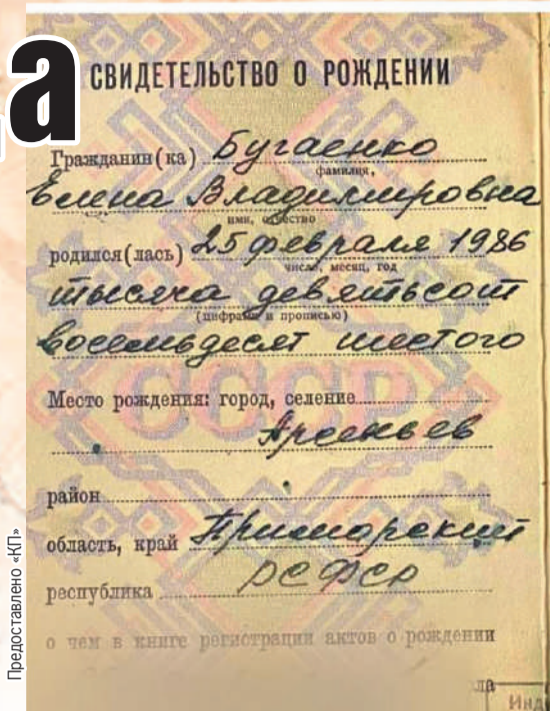 а
СВИДЕТЕЛЬСТВО О РОЖДЕНИИ
Гражданин(ка) Бугаенко
фамилия,
Елена Владимировна
имя, отчество
родился(лась) 25 февраля 1986
число, месяц, год
тысяча девятьсот
(цифрами и прописью)
восемьдесят шестого
СССР
Место рождения: город, селение
Арсеньев
район
область, край Приморский
республика РСФСР
о чем в книге регистрации актов о рождении
ла
Инд
Предоставлено «КП»